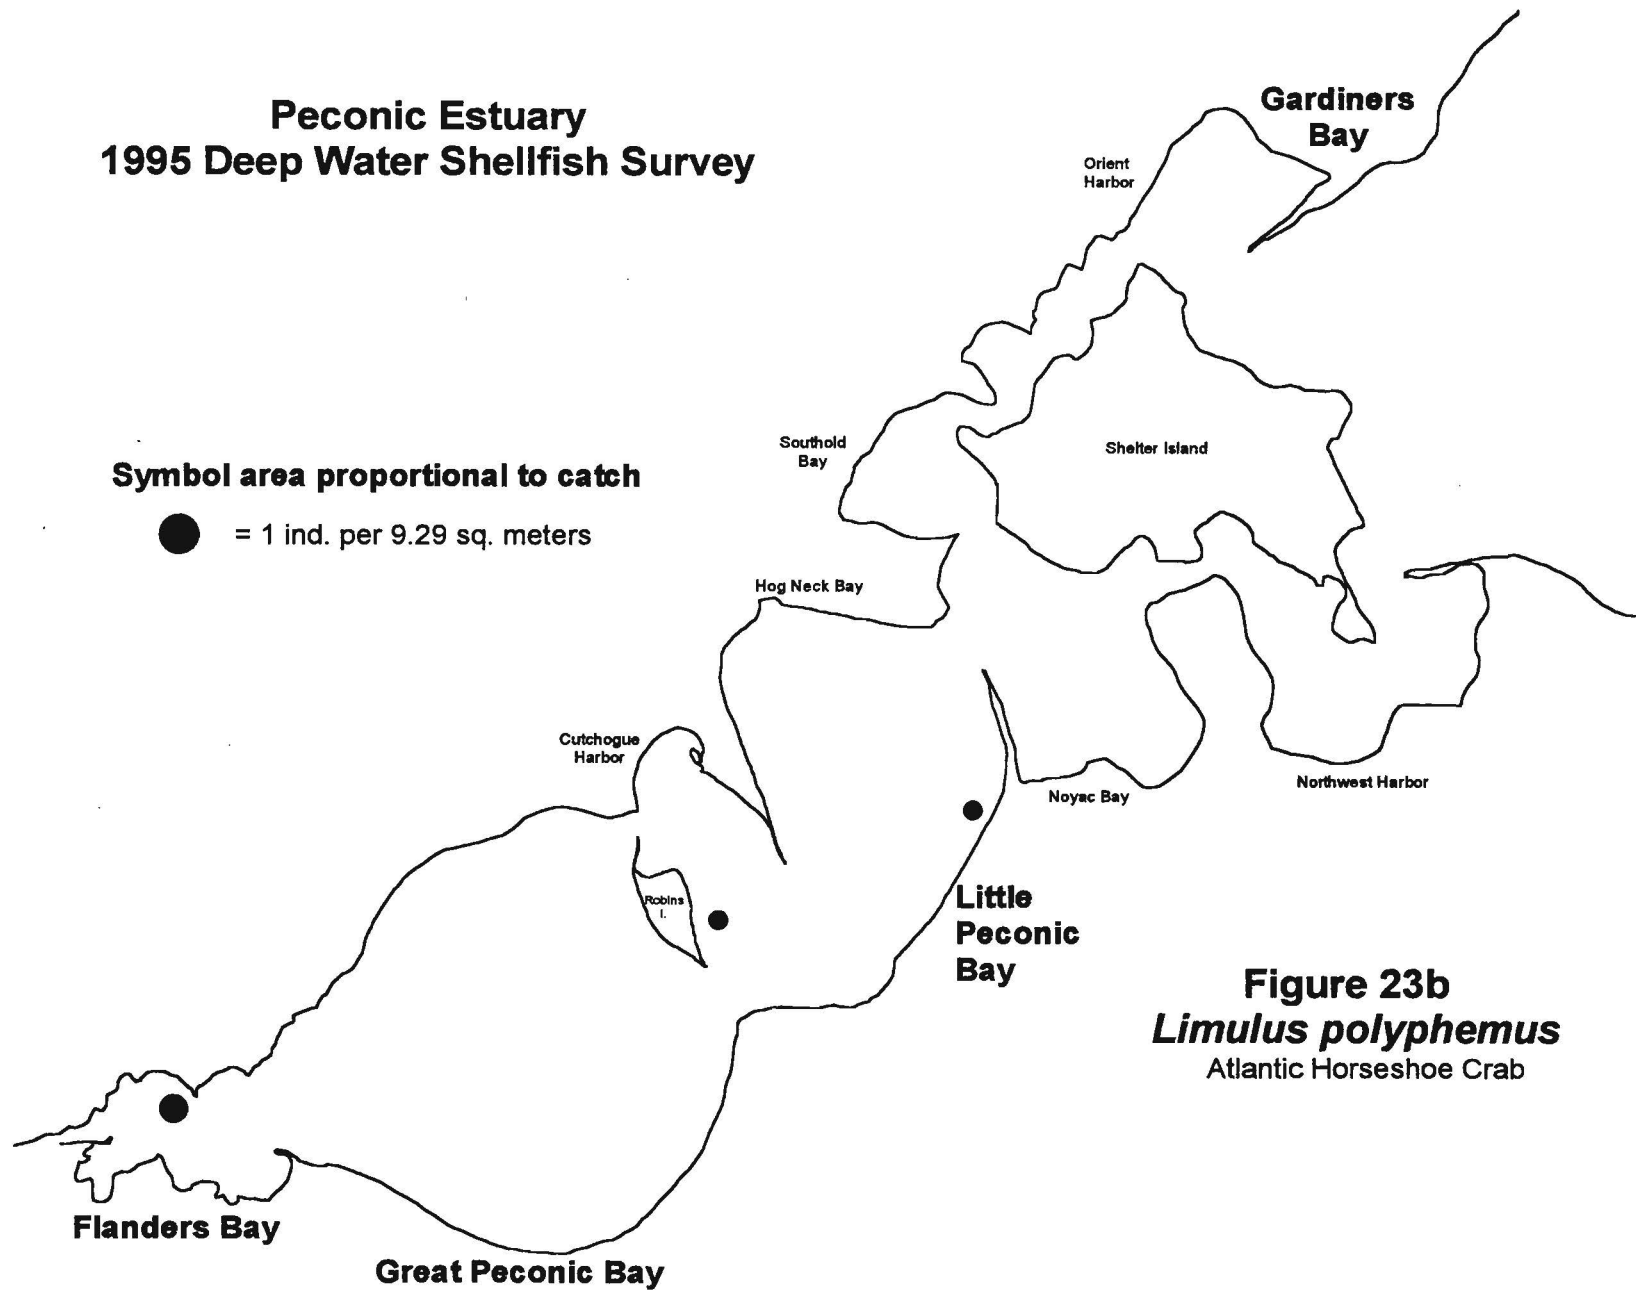 Peconic Estuary
1995 Deep Water Shellfish Survey
Gardiners
Bay
Orient
Harbor
Southold
Bay
Shelter Island
Symbol area proportional to catch
= 1 ind. per 9.29 sq. meters
Hog Neck Bay
Cutchogue
Harbor
Noyac Bay
Northwest Harbor
Robins
I.
Little
Peconic
Bay
Figure 23b
Limulus polyphemus
Atlantic Horseshoe Crab
Flanders Bay
Great Peconic Bay